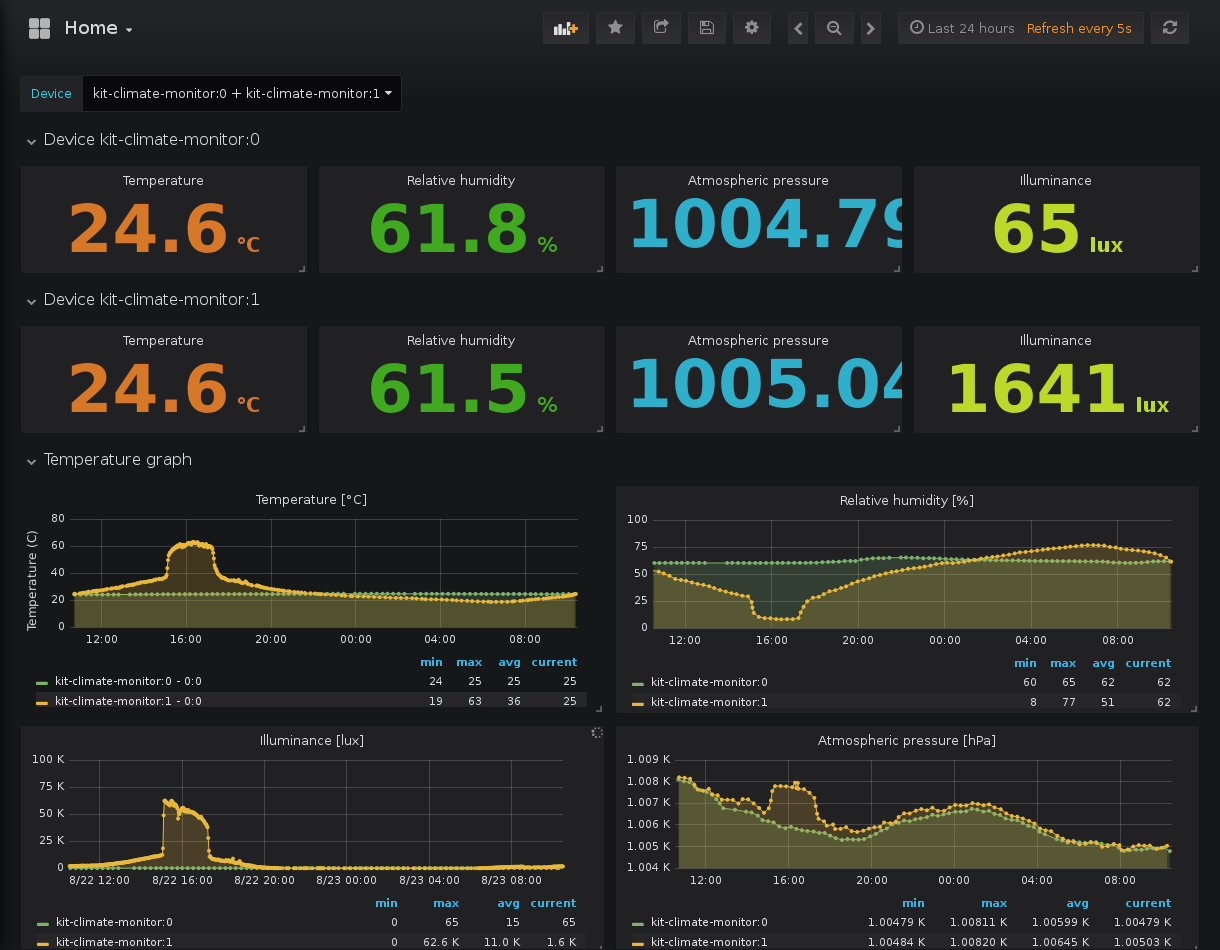 Home
Last 24 hours Refresh every 5s
Device kit-climate-monitor:0 + kit-climate-monitor:1
Device kit-climate-monitor:0
Temperature Relative humidity Atmospheric pressure Illuminance
24.6 °C 61.8 % 1004.79 65 lux
Device kit-climate-monitor:1
Temperature Relative humidity Atmospheric pressure Illuminance
24.6 °C 61.5 % 1005.04 1641 lux
Temperature graph
Temperature [°C]
Temperature (C)
80
60
40
20
0
12:00 16:00 20:00 00:00 04:00 08:00
min max avg current
kit-climate-monitor:0 - 0:0 24 25 25 25
kit-climate-monitor:1 - 0:0 19 63 36 25
Relative humidity [%]
100
75
50
25
0
12:00 16:00 20:00 00:00 04:00 08:00
min max avg current
kit-climate-monitor:0 60 65 62 62
kit-climate-monitor:1 8 77 51 62
Illuminance [lux]
100 K
75 K
50 K
25 K
0
8/22 12:00 8/22 16:00 8/22 20:00 8/23 00:00 8/23 04:00 8/23 08:00
min max avg current
kit-climate-monitor:0 0 65 15 65
kit-climate-monitor:1 0 62.6 K 11.0 K 1.6 K
Atmospheric pressure [hPa]
1.009 K
1.008 K
1.007 K
1.006 K
1.005 K
1.004 K
12:00 16:00 20:00 00:00 04:00 08:00
min max avg current
kit-climate-monitor:0 1.00479 K 1.00811 K 1.00599 K 1.00479 K
kit-climate-monitor:1 1.00484 K 1.00820 K 1.00645 K 1.00503 K